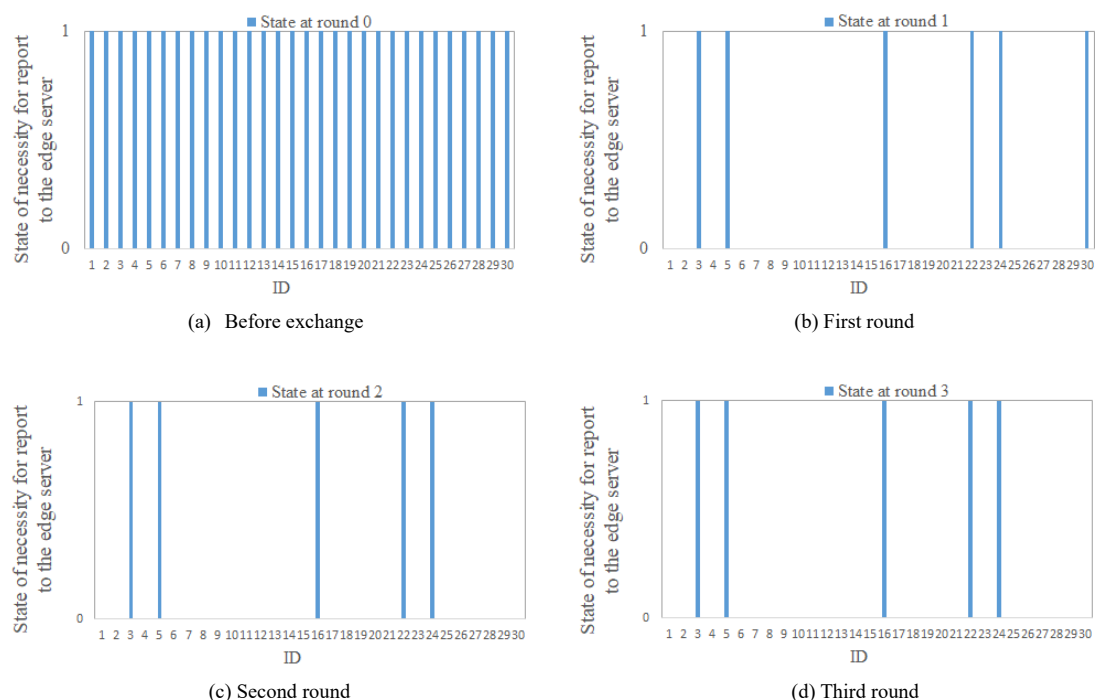 State at round 0
1
0
State of necessity for report
to the edge server
1 2 3 4 5 6 7 8 9 10 11 12 13 14 15 16 17 18 19 20 21 22 23 24 25 26 27 28 29 30
ID
(a) Before exchange
State at round 1
1
0
State of necessity for report
to the edge server
1 2 3 4 5 6 7 8 9 10 11 12 13 14 15 16 17 18 19 20 21 22 23 24 25 26 27 28 29 30
ID
(b) First round
State at round 2
1
0
State of necessity for report
to the edge server
1 2 3 4 5 6 7 8 9 10 11 12 13 14 15 16 17 18 19 20 21 22 23 24 25 26 27 28 29 30
ID
(c) Second round
State at round 3
1
0
State of necessity for report
to the edge server
1 2 3 4 5 6 7 8 9 10 11 12 13 14 15 16 17 18 19 20 21 22 23 24 25 26 27 28 29 30
ID
(d) Third round